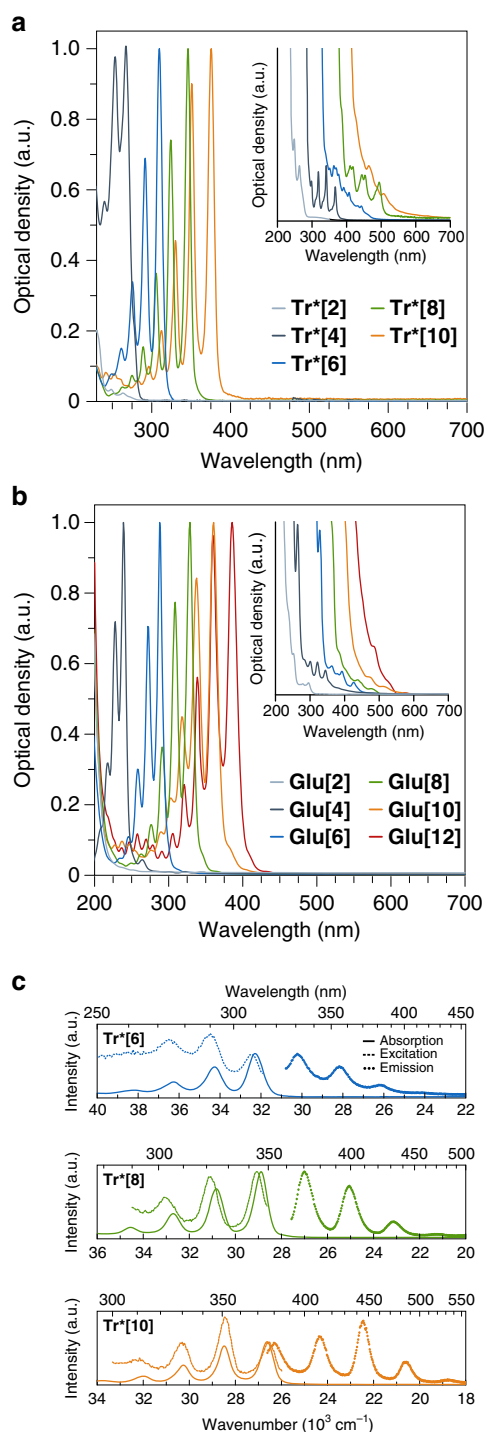 a
Optical density (a.u.)
1.0
0.8
0.6
0.4
0.2
0
300 400 500 600 700
Wavelength (nm)
Optical density (a.u.)
200 300 400 500 600 700
Wavelength (nm)
Tr*[2] Tr*[8]
Tr*[4] Tr*[10]
Tr*[6]
b
Optical density (a.u.)
1.0
0.8
0.6
0.4
0.2
0
200 300 400 500 600 700
Wavelength (nm)
Optical density (a.u.)
200 300 400 500 600 700
Wavelength (nm)
Glu[2] Glu[8]
Glu[4] Glu[10]
Glu[6] Glu[12]
c
Wavelength (nm)
250 300 350 400 450
Tr*[6]
Absorption
Excitation
Emission
Intensity (a.u.)
40 38 36 34 32 30 28 26 24 22
300 350 400 450 500
Tr*[8]
Intensity (a.u.)
36 34 32 30 28 26 24 22 20
300 350 400 450 500 550
Tr*[10]
Intensity (a.u.)
34 32 30 28 26 24 22 20 18
Wavenumber (10³ cm⁻¹)